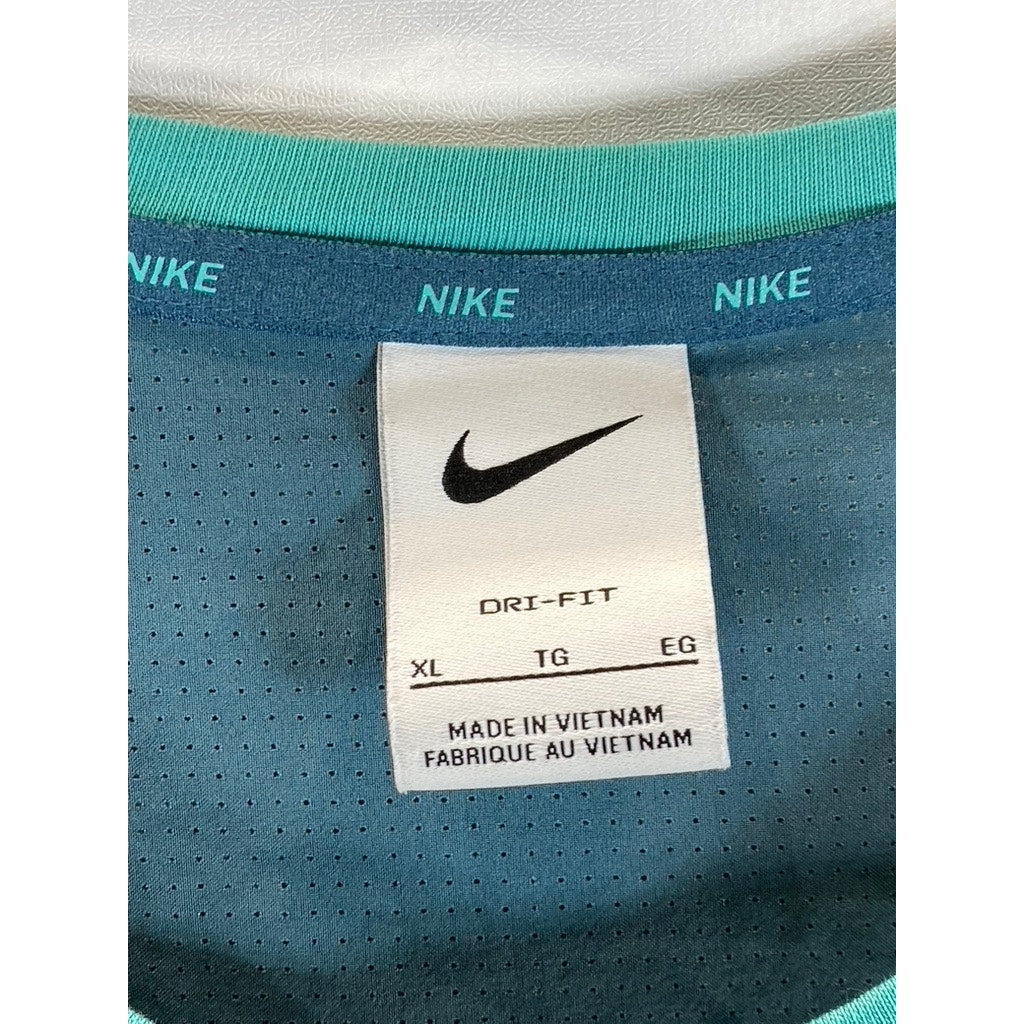 NIKE NIKE NIKE
DRI-FIT
XL TG EG
MADE IN VIETNAM
FABRIQUE AU VIETNAM